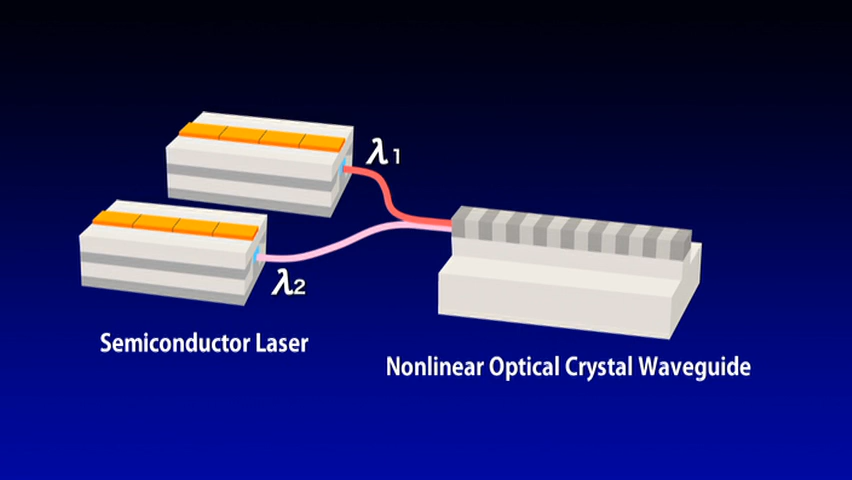 λ1
λ2
Semiconductor Laser
Nonlinear Optical Crystal Waveguide